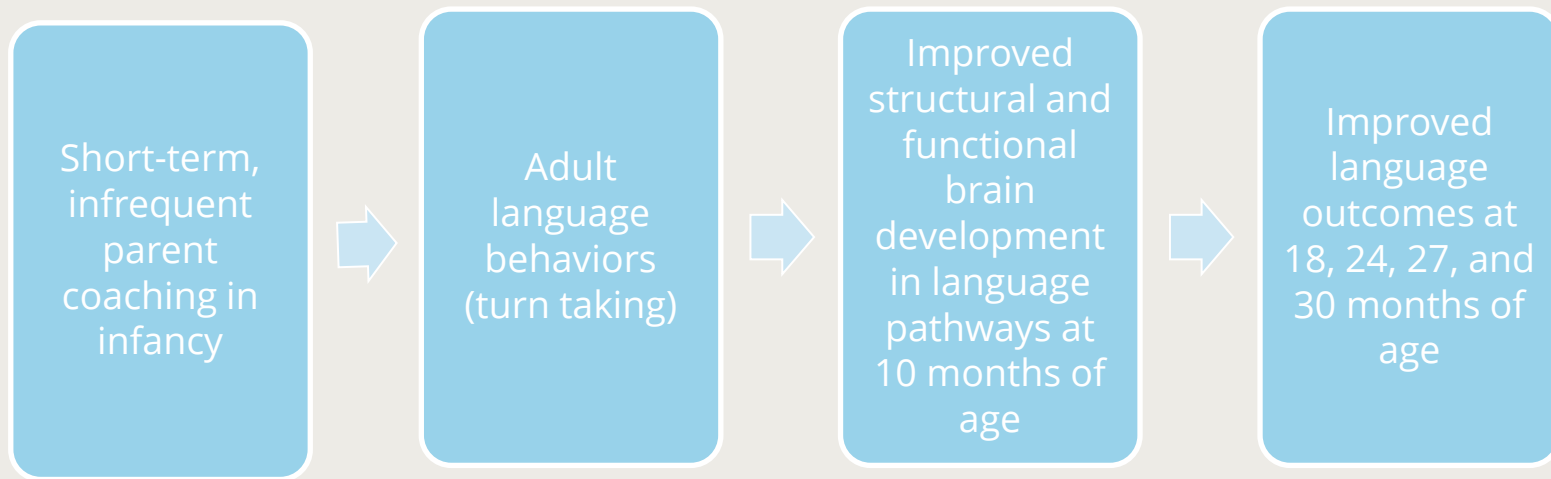 Short-term,
infrequent
parent
coaching in
infancy
Adult
language
behaviors
(turn taking)
Improved
structural and
functional
brain
development
in language
pathways at
10 months of
age
Improved
language
outcomes at
18, 24, 27, and
30 months of
age